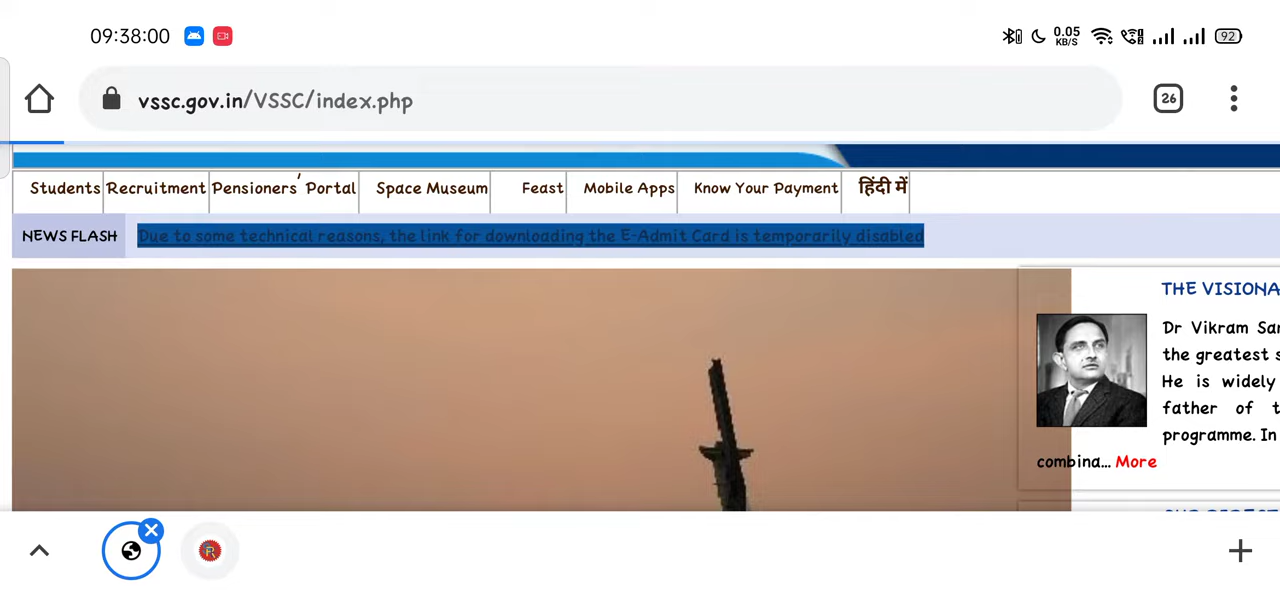 09:38:00
0.05 KB/S
92
vssc.gov.in/VSSC/index.php
26
Students Recruitment Pensioners' Portal Space Museum Feast Mobile Apps Know Your Payment हिंदी में
NEWS FLASH Due to some technical reasons, the link for downloading the E-Admit Card is temporarily disabled
THE VISIONA
Dr Vikram Sar
the greatest s
He is widely
father of t
programme. In
combina... More